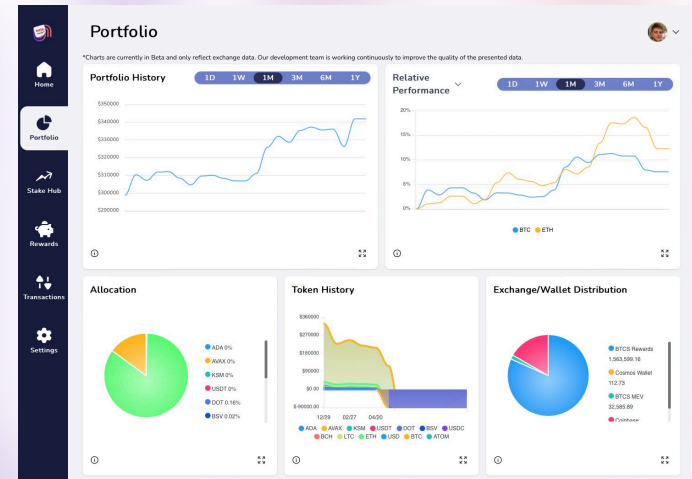 Portfolio
*Charts are currently in Beta and only reflect exchange data. Our development team is working continuously to improve the quality of the presented data.
Home
Portfolio
Stake Hub
Rewards
Transactions
Settings
Portfolio History
1D 1W 1M 3M 6M 1Y
$350000
$340000
$330000
$320000
$310000
$300000
$290000
Relative
Performance
1D 1W 1M 3M 6M 1Y
20%
15%
10%
5%
0%
BTC ETH
Allocation
ADA 0%
AVAX 0%
KSM 0%
USDT 0%
DOT 0.16%
BSV 0.02%
Token History
$360000
$270000
$180000
$90000
$0.00
$-90000.00
12/29 02/27 04/20
ADA AVAX KSM USDT DOT BSV USDC
BCH LTC ETH USD BTC ATOM
Exchange/Wallet Distribution
BTCS Rewards
1,563,599.16
Cosmos Wallet
112.73
BTCS MEV
32,585.89
Coinbase